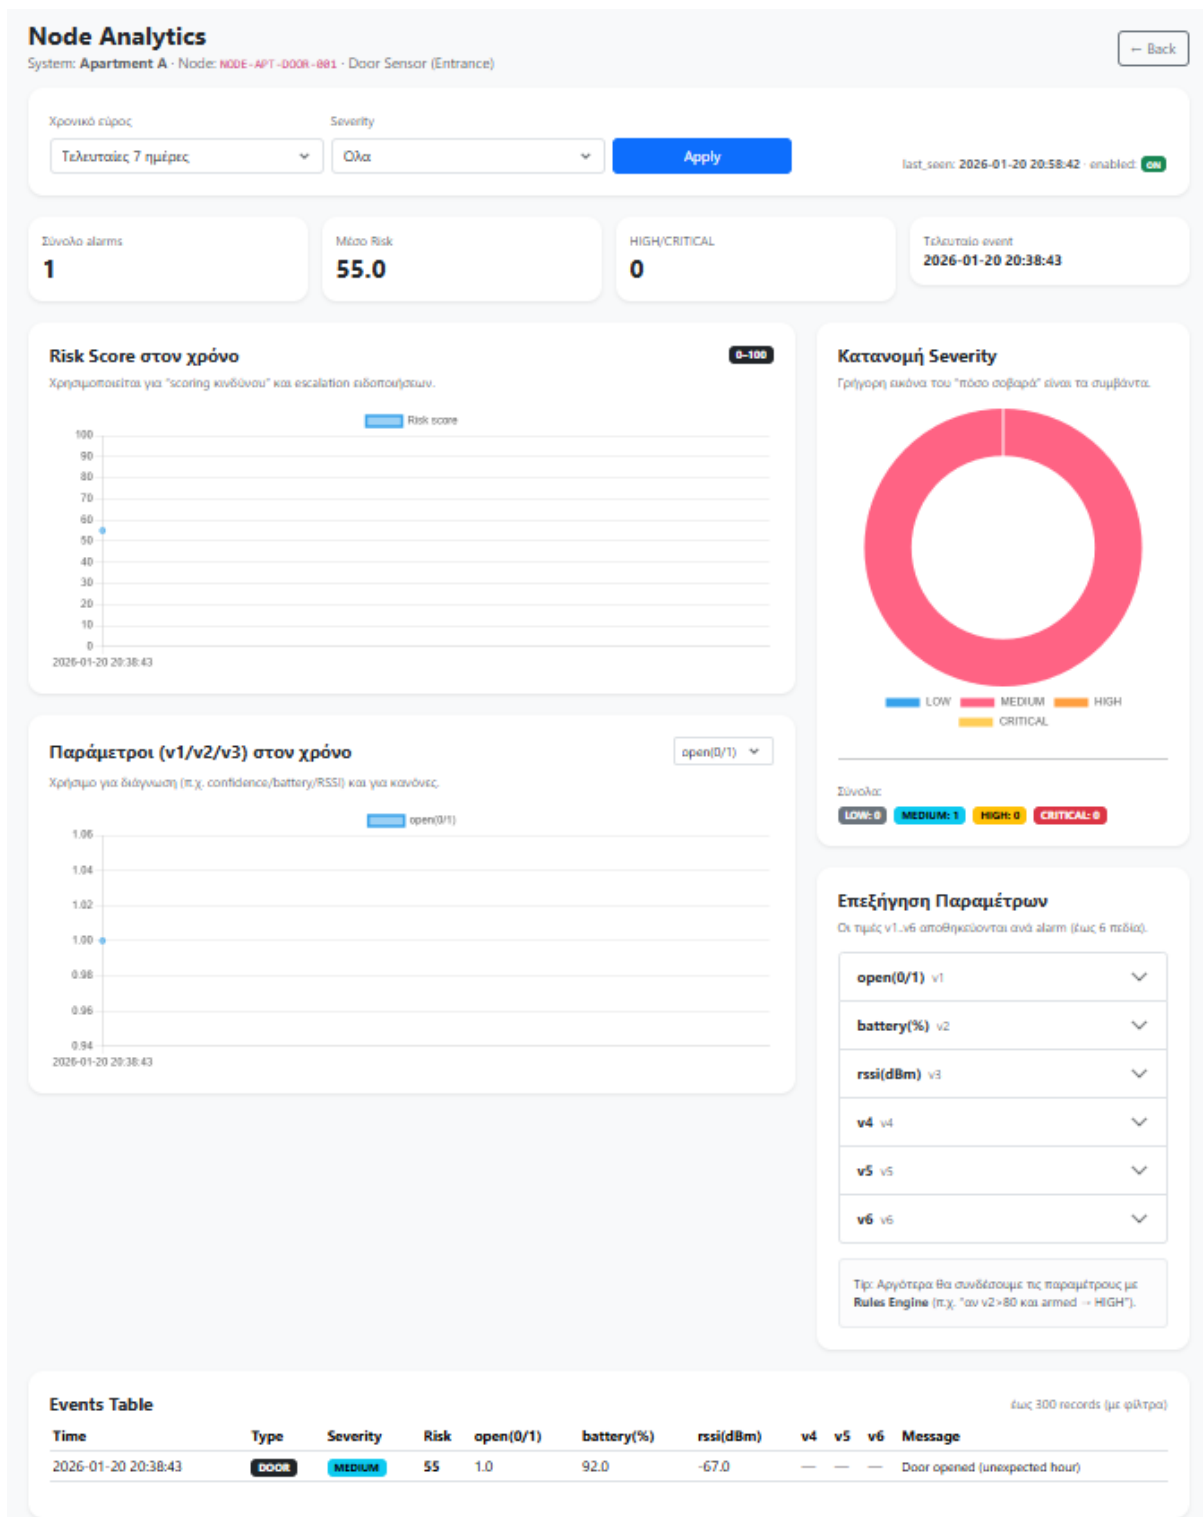 Node Analytics
← Back
System: Apartment A · Node: NODE-APT-DOOR-001 · Door Sensor (Entrance)
Χρονικό εύρος
Severity
Τελευταίες 7 ημέρες
Όλα
Apply
last_seen: 2026-01-20 20:58:42 · enabled: ON
Σύνολο alarms
1
Μέσο Risk
55.0
HIGH/CRITICAL
0
Τελευταίο event
2026-01-20 20:38:43
Risk Score στον χρόνο
0–100
Χρησιμοποιείται για "scoring κινδύνου" και escalation ειδοποιήσεων.
Risk score
100
90
80
70
60
50
40
30
20
10
0
2026-01-20 20:38:43
Κατανομή Severity
Γρήγορη εικόνα του "πόσο σοβαρά" είναι τα συμβάντα.
LOW MEDIUM HIGH
CRITICAL
Σύνολα:
LOW: 0 MEDIUM: 1 HIGH: 0 CRITICAL: 0
Παράμετροι (v1/v2/v3) στον χρόνο
open(0/1)
Χρήσιμο για διάγνωση (π.χ. confidence/battery/RSSI) και για κανόνες.
open(0/1)
1.06
1.04
1.02
1.00
0.98
0.96
0.94
2026-01-20 20:38:43
Επεξήγηση Παραμέτρων
Οι τιμές v1..v6 αποθηκεύονται ανά alarm (έως 6 πεδία).
open(0/1) v1
battery(%) v2
rssi(dBm) v3
v4 v4
v5 v5
v6 v6
Tip: Αργότερα θα συνδέσουμε τις παραμέτρους με
Rules Engine (π.χ. "αν v2>80 και armed → HIGH").
Events Table
έως 300 records (με φίλτρα)
Time Type Severity Risk open(0/1) battery(%) rssi(dBm) v4 v5 v6 Message
2026-01-20 20:38:43 DOOR MEDIUM 55 1.0 92.0 -67.0 — — — Door opened (unexpected hour)